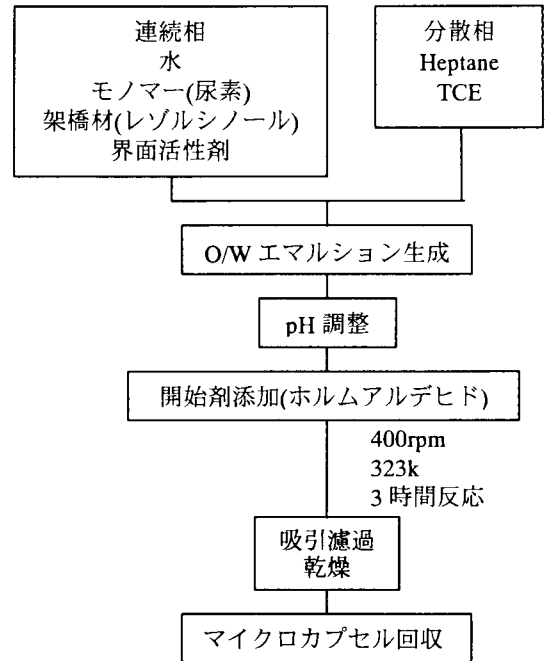 連続相
水
モノマー(尿素)
架橋材(レゾルシノール)
界面活性剤
分散相
Heptane
TCE
O/W エマルション生成
pH 調整
開始剤添加(ホルムアルデヒド)
400rpm
323k
3 時間反応
吸引濾過
乾燥
マイクロカプセル回収